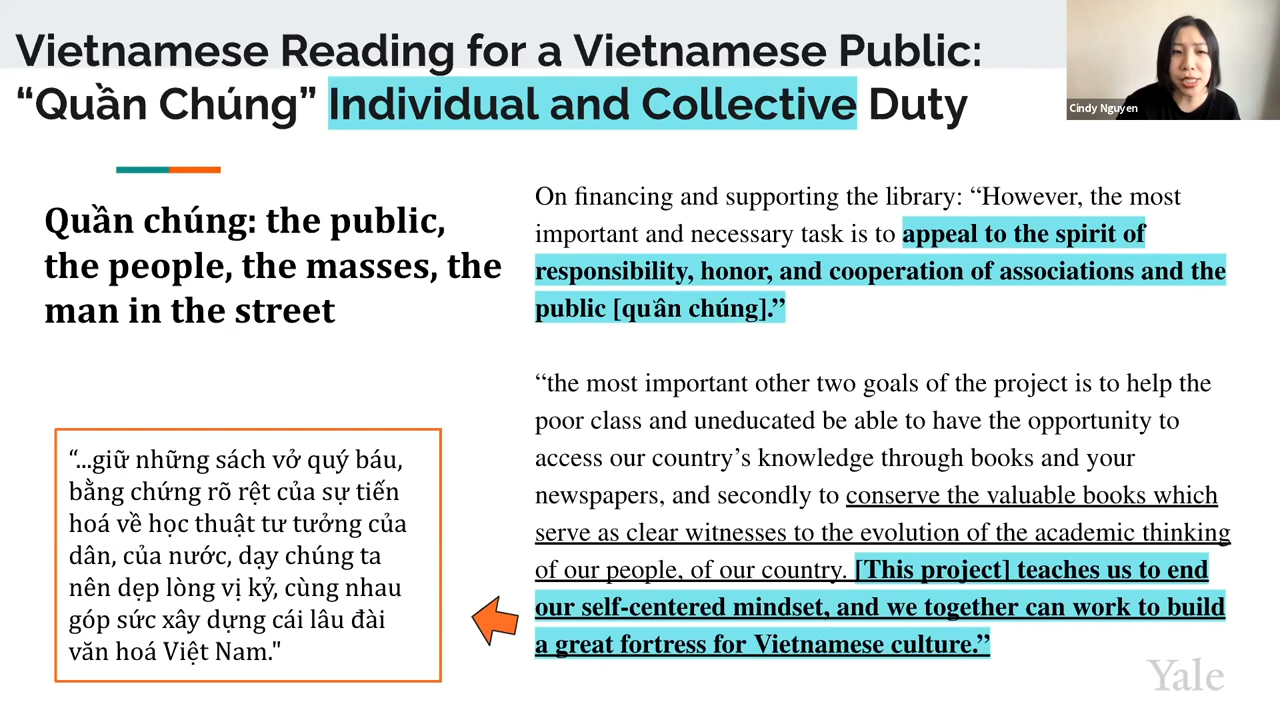 Vietnamese Reading for a Vietnamese Public:
“Quần Chúng” Individual and Collective Duty
Cindy Nguyen
Quần chúng: the public,
the people, the masses, the
man in the street
“...giữ những sách vở quý báu,
bằng chứng rõ rệt của sự tiến
hoá về học thuật tư tưởng của
dân, của nước, dạy chúng ta
nên dẹp lòng vị kỷ, cùng nhau
góp sức xây dựng cái lâu đài
văn hoá Việt Nam."
On financing and supporting the library: “However, the most
important and necessary task is to appeal to the spirit of
responsibility, honor, and cooperation of associations and the
public [quần chúng].”
“the most important other two goals of the project is to help the
poor class and uneducated be able to have the opportunity to
access our country’s knowledge through books and your
newspapers, and secondly to conserve the valuable books which
serve as clear witnesses to the evolution of the academic thinking
of our people, of our country. [This project] teaches us to end
our self-centered mindset, and we together can work to build
a great fortress for Vietnamese culture.”
Yale